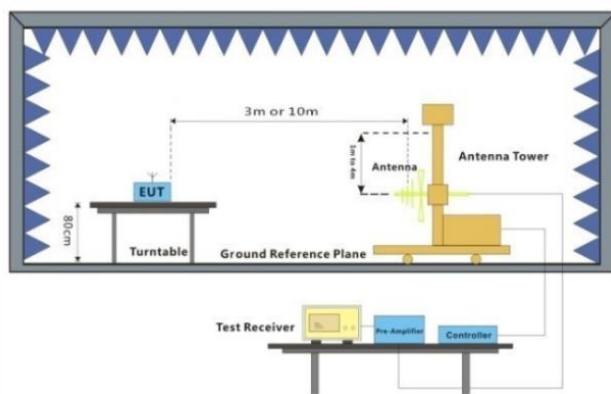 3m or 10m
1m to 4m
Antenna
Antenna Tower
EUT
80cm
Turntable
Ground Reference Plane
Test Receiver
Pre-Amplifier
Controller